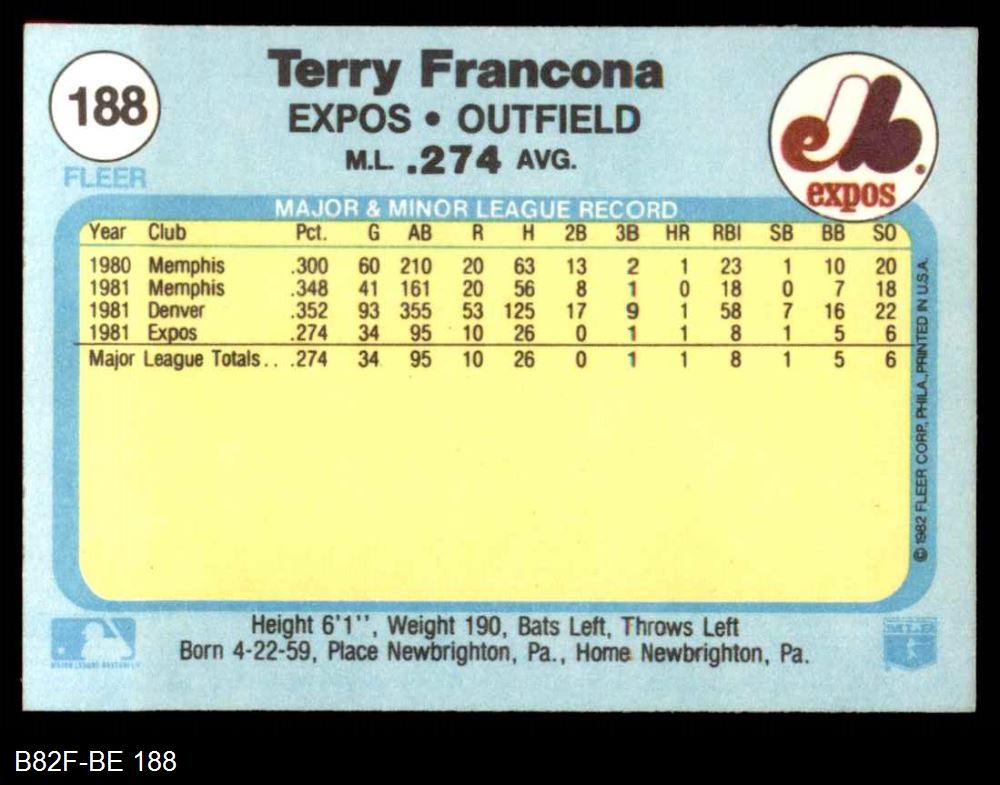 188
FLEER
Terry Francona
EXPOS • OUTFIELD
M.L. .274 AVG.
expos
MAJOR & MINOR LEAGUE RECORD
Year Club Pct. G AB R H 2B 3B HR RBI SB BB SO
1980 Memphis .300 60 210 20 63 13 2 1 23 1 10 20
1981 Memphis .348 41 161 20 56 8 1 0 18 0 7 18
1981 Denver .352 93 355 53 125 17 9 1 58 7 16 22
1981 Expos .274 34 95 10 26 0 1 1 8 1 5 6
Major League Totals.. .274 34 95 10 26 0 1 1 8 1 5 6
©1982 FLEER CORP., PHILA., PRINTED IN U.S.A.
Height 6'1'', Weight 190, Bats Left, Throws Left
Born 4-22-59, Place Newbrighton, Pa., Home Newbrighton, Pa.
MAJOR LEAGUE BASEBALL
B82F-BE 188